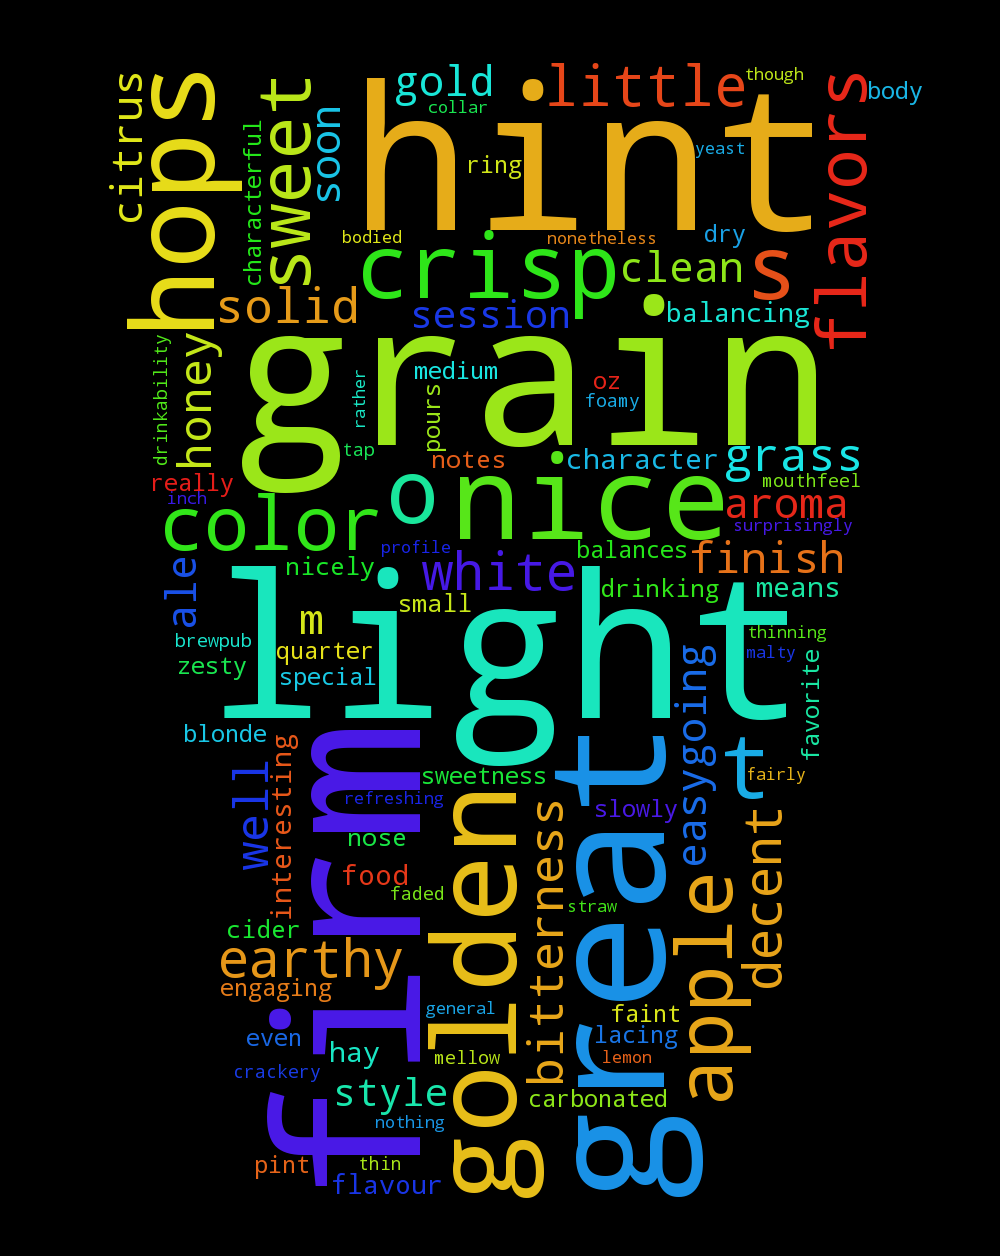 citrus
hops
sweet
characterful
soon
gold
collar
hint
little
though
flavors
body
ring
yeast
bodied
nonetheless
dry
crisp
clean
s
solid
session
balancing
honey
drinkability
grain
rather
medium
pours
oz
foamy
tap
notes
character
grass
really
inch
o
nice
mouthfeel
aroma
color
surprisingly
profile
balances
finish
ale
nicely
white
drinking
means
small
m
light
brewpub
quarter
thinning
zesty
special
malty
easygoing
favorite
blonde
firm
interesting
well
great
t
sweetness
fairly
refreshing
golden
slowly
nose
bitterness
decent
food
faded
apple
straw
cider
earthy
engaging
general
faint
even
hay
lacing
crackery
mellow
lemon
style
carbonated
nothing
pint
thin
flavour